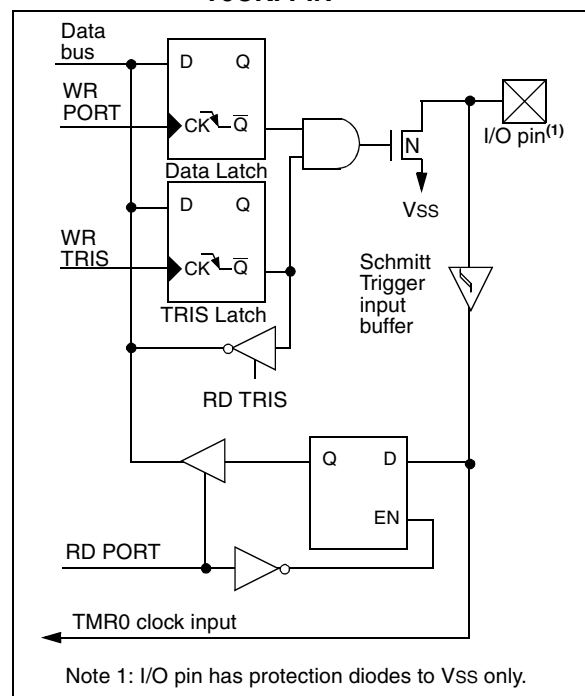 Data
bus
D Q
WR
PORT
CK Q̅
Data Latch
N
I/O pin(1)
VSS
D Q
WR
TRIS
CK Q̅
TRIS Latch
Schmitt
Trigger
input
buffer
RD TRIS
Q D
EN
RD PORT
TMR0 clock input
Note 1: I/O pin has protection diodes to VSS only.